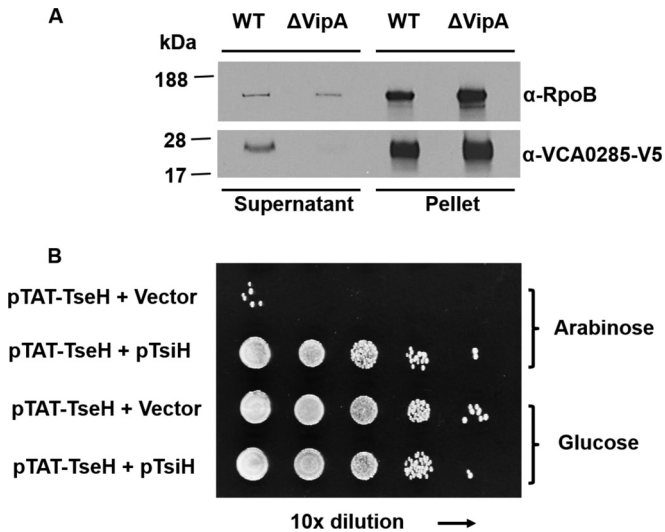 A
WT ΔVipA WT ΔVipA
kDa
188
α-RpoB
28
α-VCA0285-V5
17
Supernatant Pellet
B
pTAT-TseH + Vector
Arabinose
pTAT-TseH + pTsiH
pTAT-TseH + Vector
Glucose
pTAT-TseH + pTsiH
10x dilution